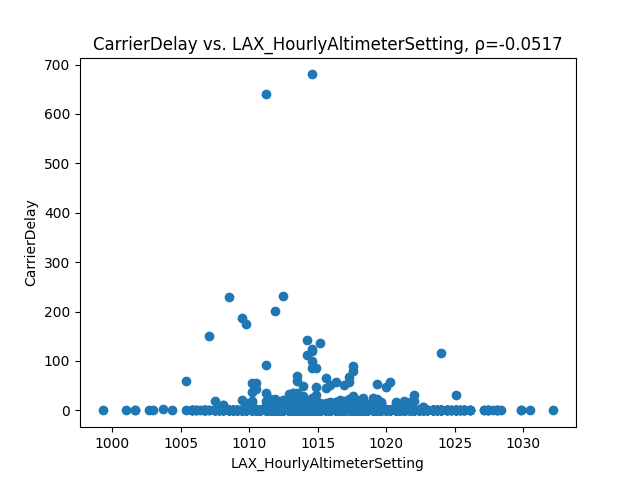 CarrierDelay vs. LAX_HourlyAltimeterSetting, ρ=-0.0517
700
600
500
400
300
200
100
0
CarrierDelay
1000 1005 1010 1015 1020 1025 1030
LAX_HourlyAltimeterSetting